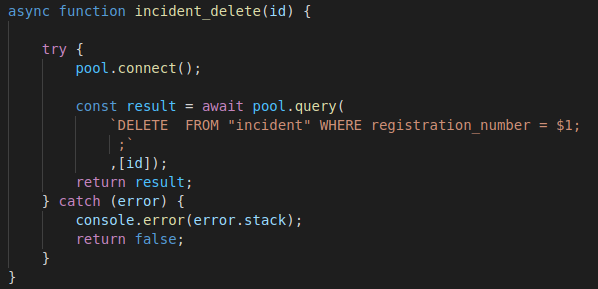 async function incident_delete(id) {
try {
pool.connect();
const result = await pool.query(
`DELETE  FROM "incident" WHERE registration_number = $1;
;`
,[id]);
return result;
} catch (error) {
console.error(error.stack);
return false;
}
}